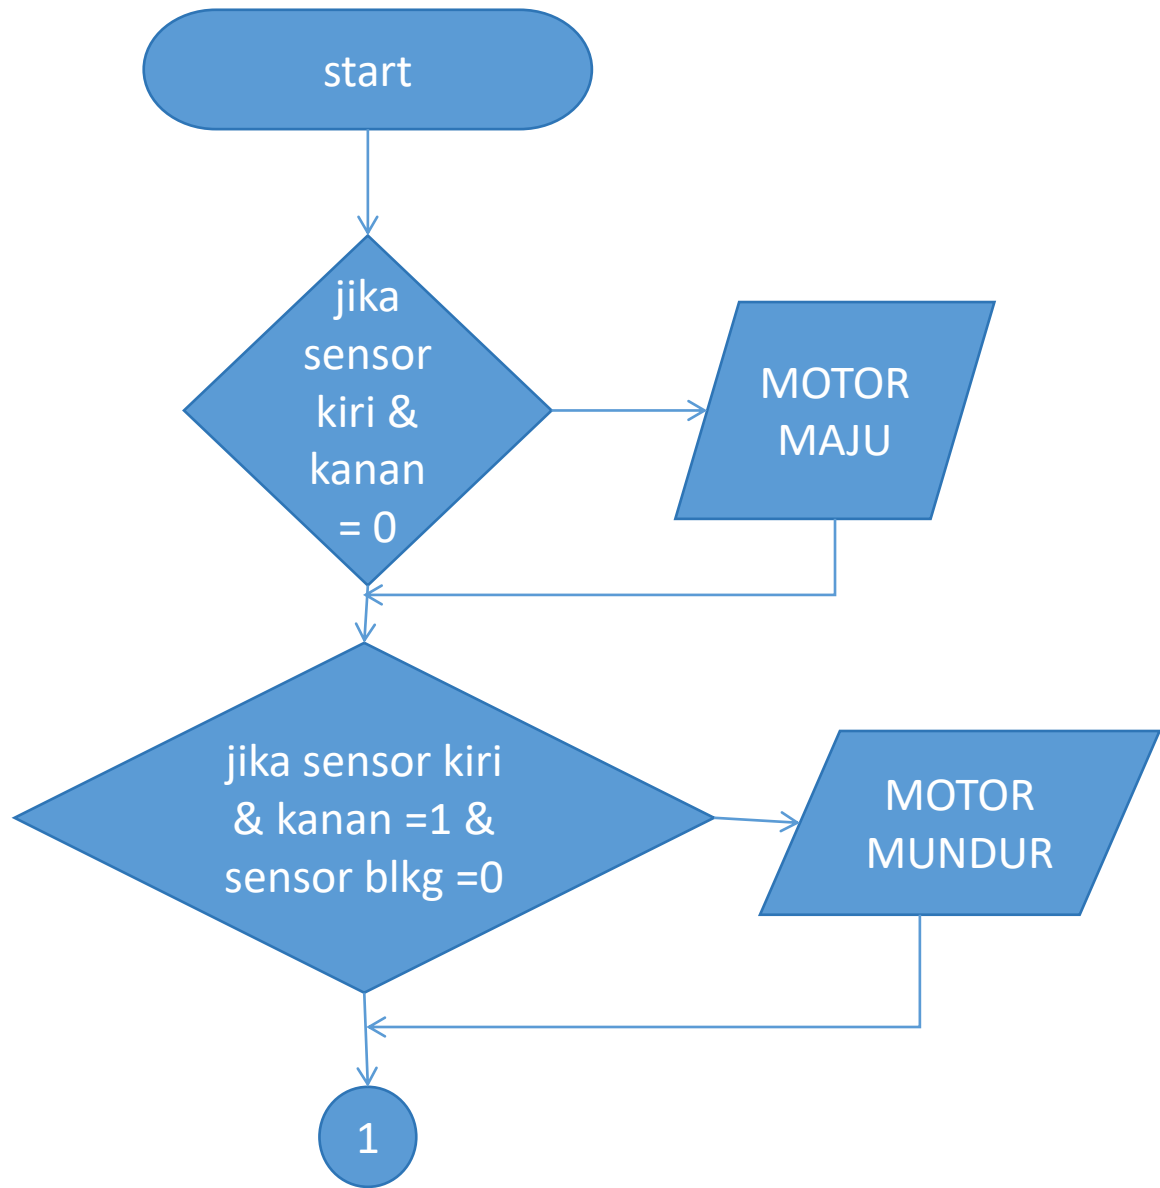 start
jika
sensor
kiri &
kanan
= 0
MOTOR
MAJU
jika sensor kiri
& kanan =1 &
sensor blkg =0
MOTOR
MUNDUR
1